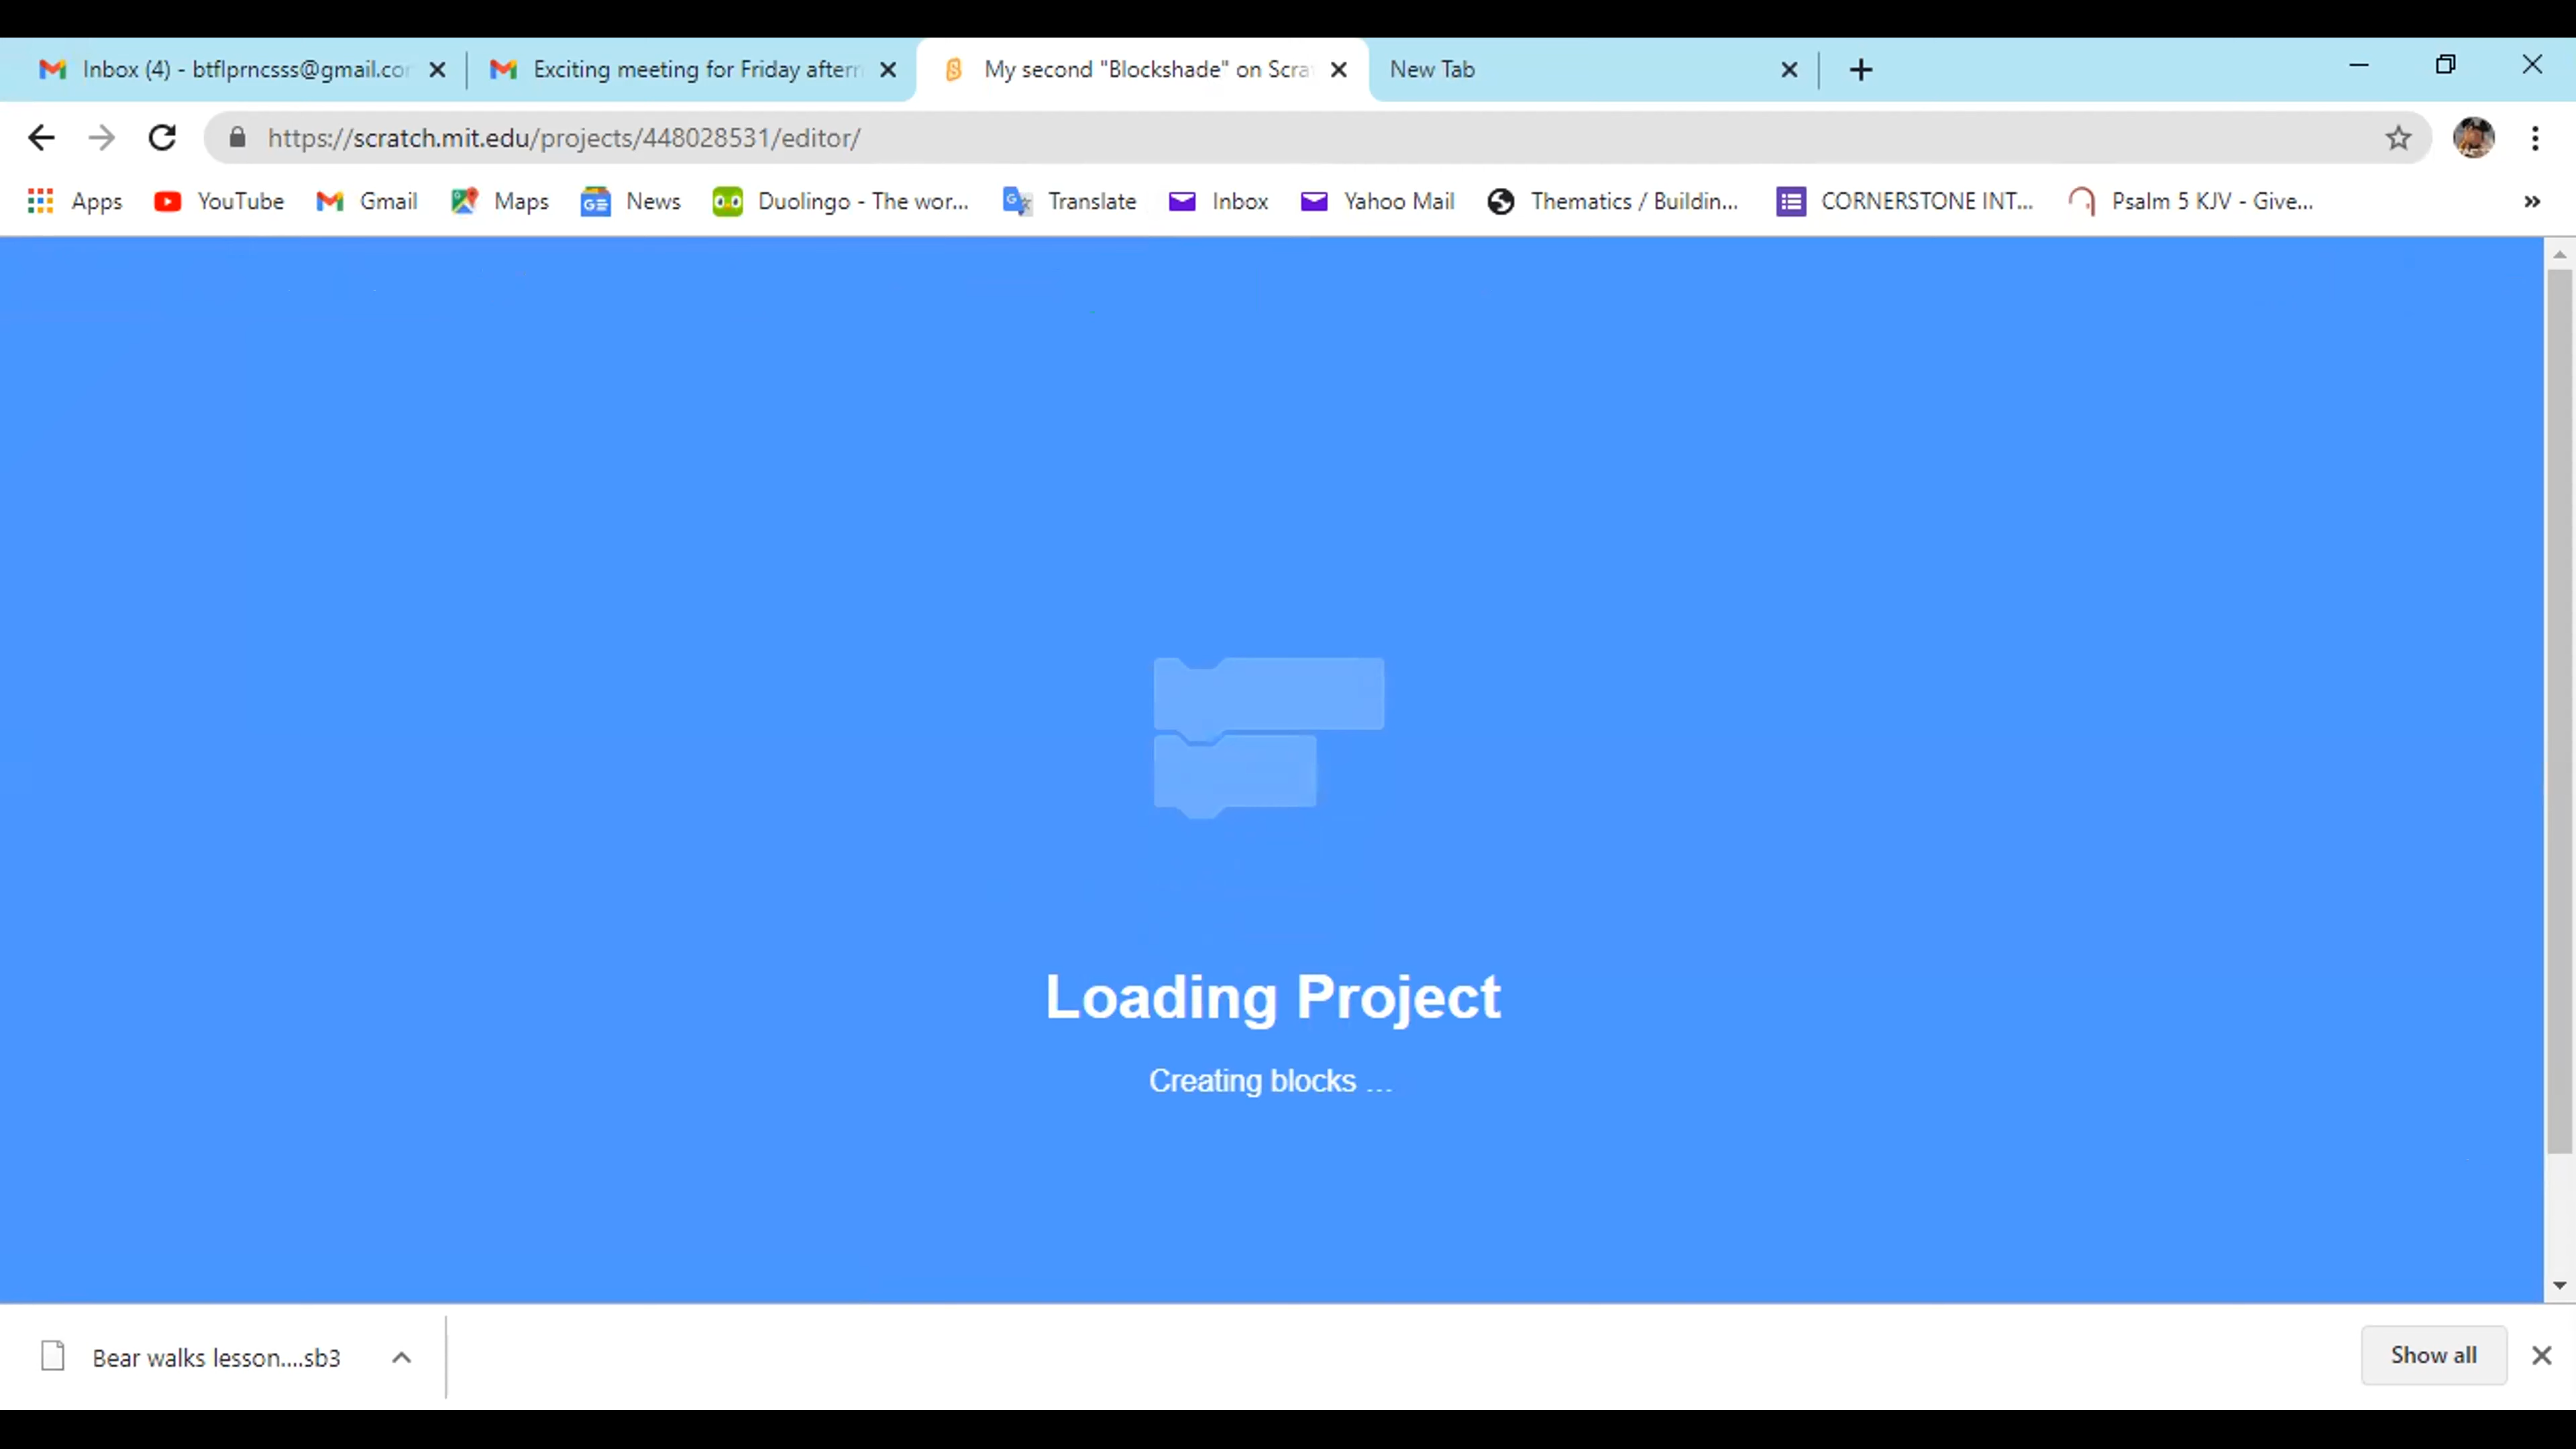 Inbox (4) - btflprncsss@gmail.co
Exciting meeting for Friday after
My second "Blockshade" on Scra
New Tab
https://scratch.mit.edu/projects/448028531/editor/
Apps
YouTube
Gmail
Maps
News
Duolingo - The wor...
Translate
Inbox
Yahoo Mail
Thematics / Buildin...
CORNERSTONE INT...
Psalm 5 KJV - Give...
Loading Project
Creating blocks ...
Bear walks lesson....sb3
Show all